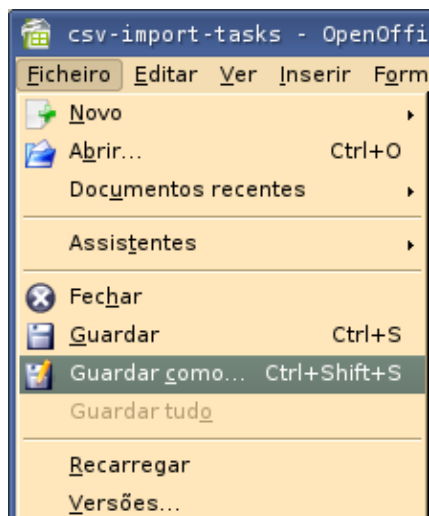 csv-import-tasks - OpenOffi
Ficheiro Editar Ver Inserir Form
Novo
Abrir... Ctrl+O
Documentos recentes
Assistentes
Fechar
Guardar Ctrl+S
Guardar como... Ctrl+Shift+S
Guardar tudo
Recarregar
Versões...